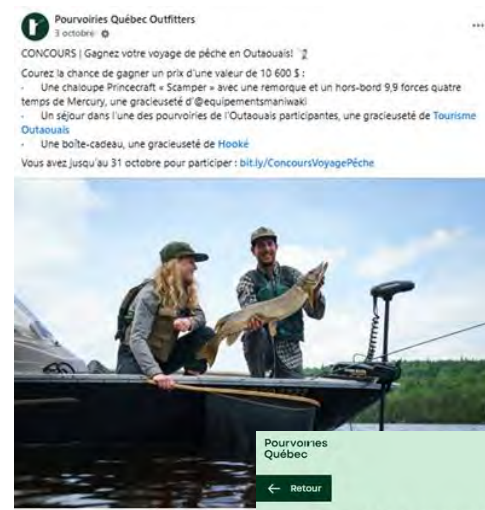 Pourvoiries Québec Outfitters
3 octobre
CONCOURS | Gagnez votre voyage de pêche en Outaouais!
Courez la chance de gagner un prix d'une valeur de 10 600 $ :
- Une chaloupe Princecraft « Scamper » avec une remorque et un hors-bord 9,9 forces quatre
temps de Mercury, une gracieuseté d'@equipementsmaniwaki
- Un séjour dans l'une des pourvoiries de l'Outaouais participantes, une gracieuseté de Tourisme
Outaouais
- Une boîte-cadeau, une gracieuseté de Hooké
Vous avez jusqu'au 31 octobre pour participer : bit.ly/ConcoursVoyagePêche
Pourvoiries
Québec
← Retour